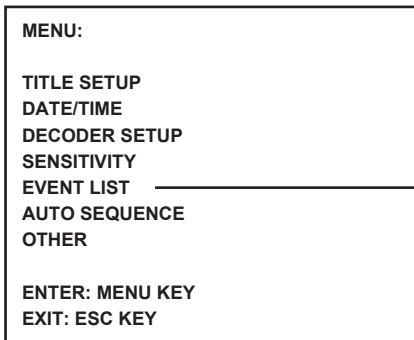 MENU:
TITLE SETUP
DATE/TIME
DECODER SETUP
SENSITIVITY
EVENT LIST
AUTO SEQUENCE
OTHER
ENTER: MENU KEY
EXIT: ESC KEY